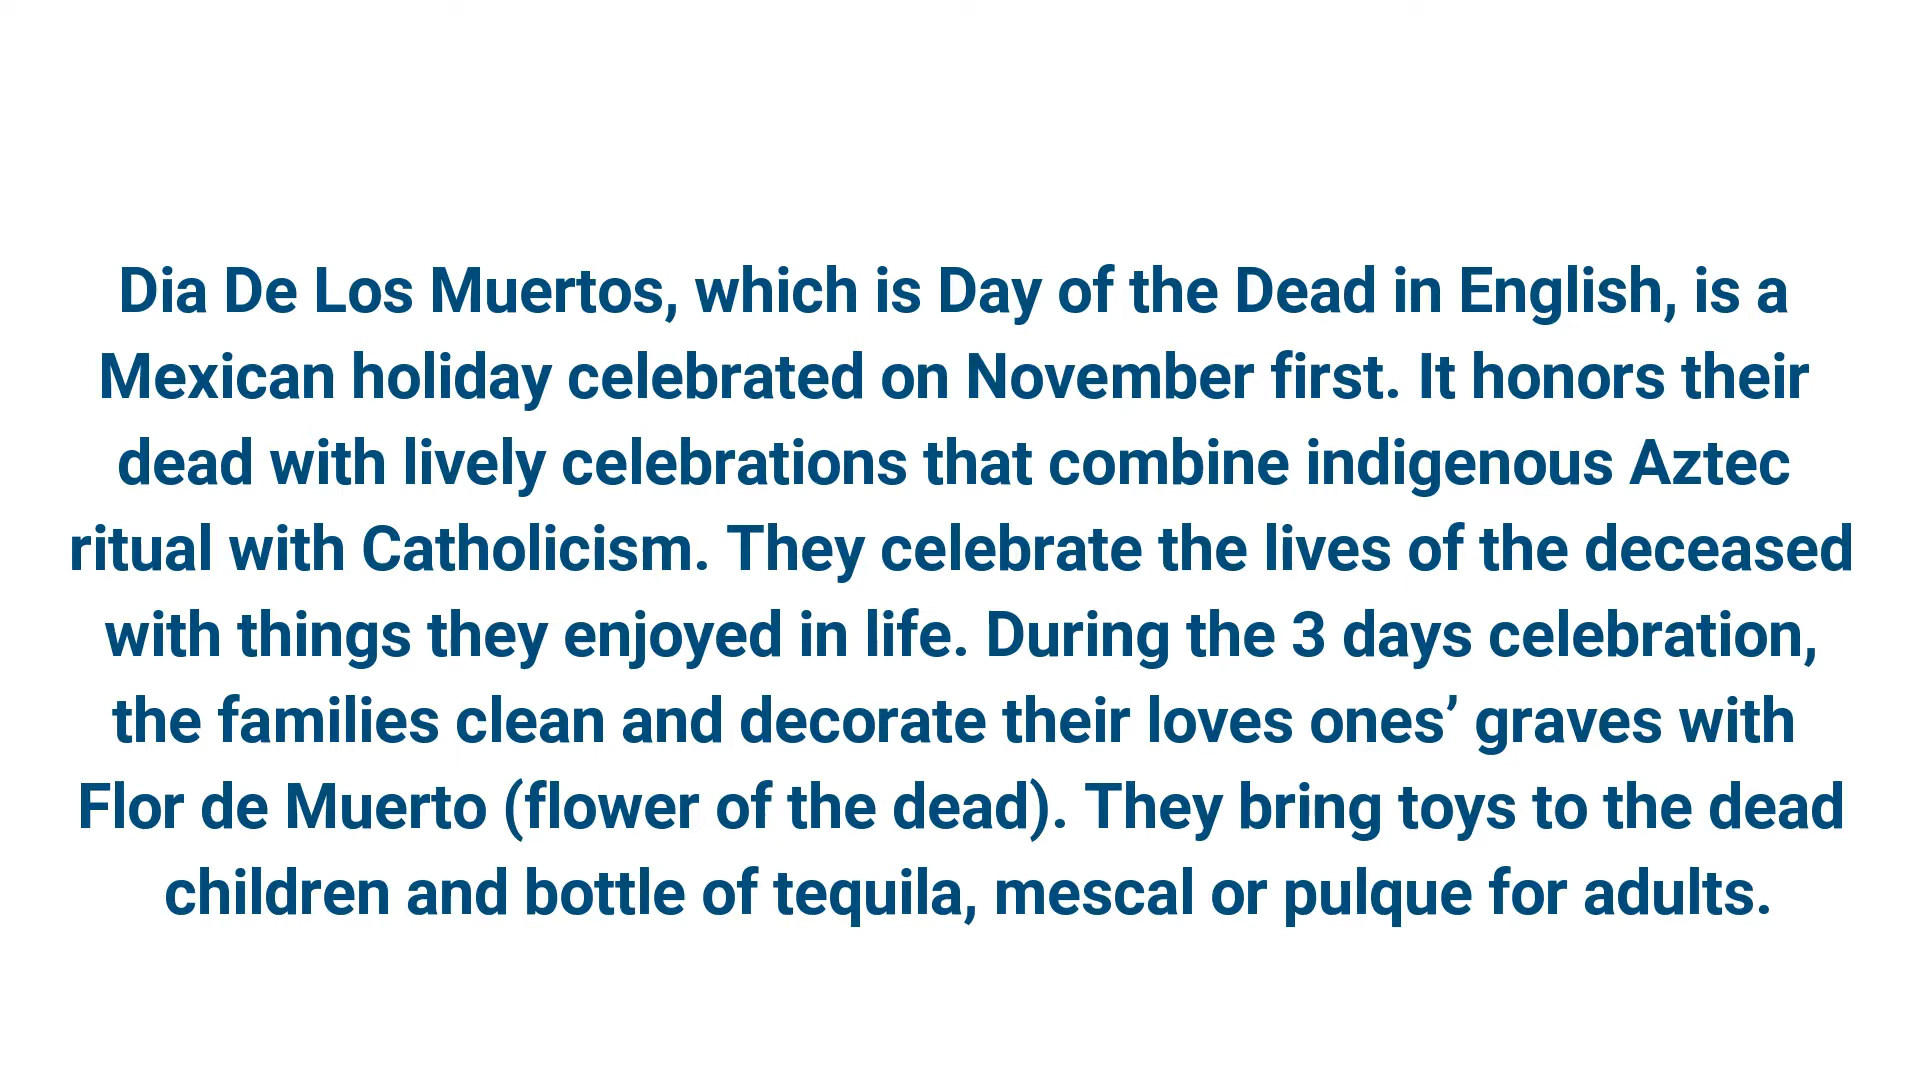 Dia De Los Muertos, which is Day of the Dead in English, is a
Mexican holiday celebrated on November first. It honors their
dead with lively celebrations that combine indigenous Aztec
ritual with Catholicism. They celebrate the lives of the deceased
with things they enjoyed in life. During the 3 days celebration,
the families clean and decorate their loves ones’ graves with
Flor de Muerto (flower of the dead). They bring toys to the dead
children and bottle of tequila, mescal or pulque for adults.